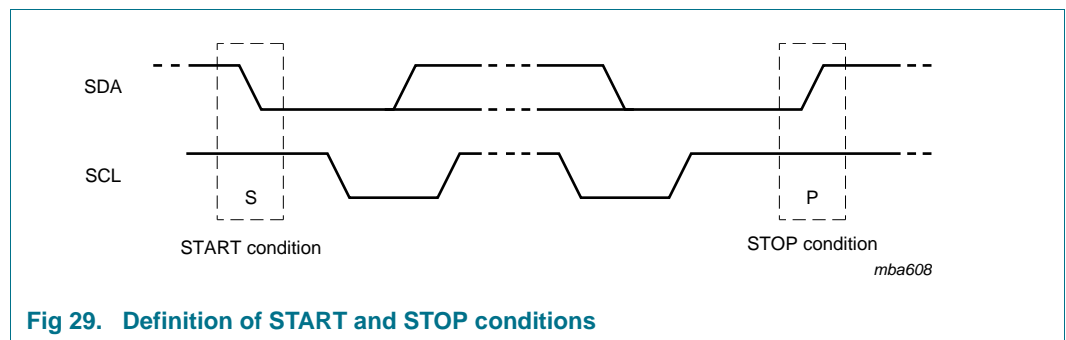 SDA
SCL
S
P
START condition
STOP condition
mba608
Fig 29. Definition of START and STOP conditions